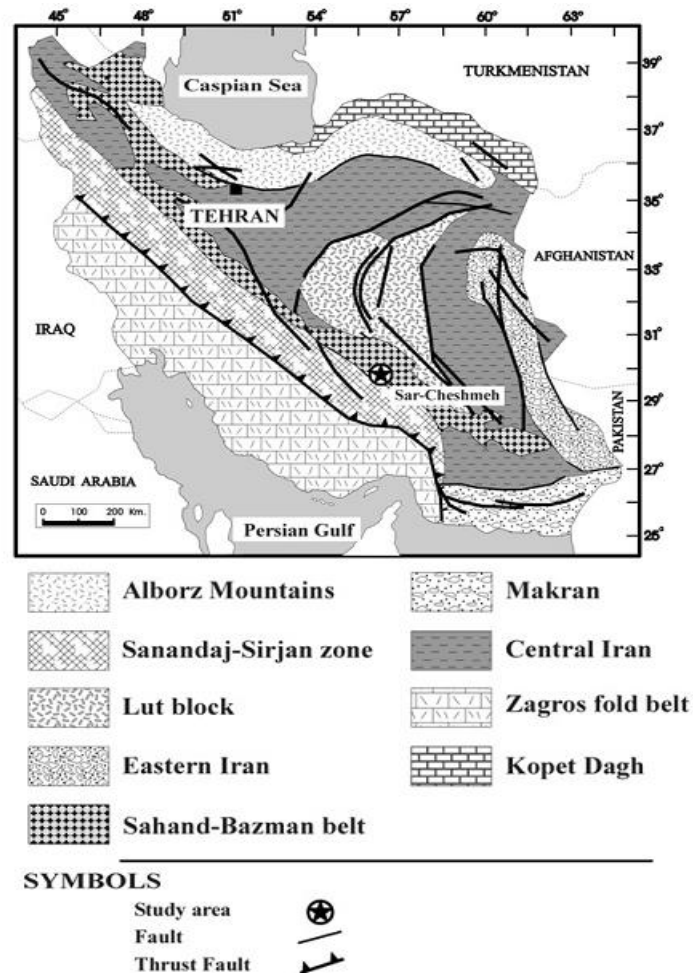 45° 48° 51° 54° 57° 60° 63°
39°
37°
35°
33°
31°
29°
27°
25°
TURKMENISTAN
Caspian Sea
TEHRAN
AFGHANISTAN
IRAQ
Sar-Cheshmeh
PAKISTAN
SAUDI ARABIA
0 100 200 Km.
Persian Gulf
Alborz Mountains
Makran
Sanandaj-Sirjan zone
Central Iran
Lut block
Zagros fold belt
Eastern Iran
Kopet Dagh
Sahand-Bazman belt
SYMBOLS
Study area
Fault
Thrust Fault